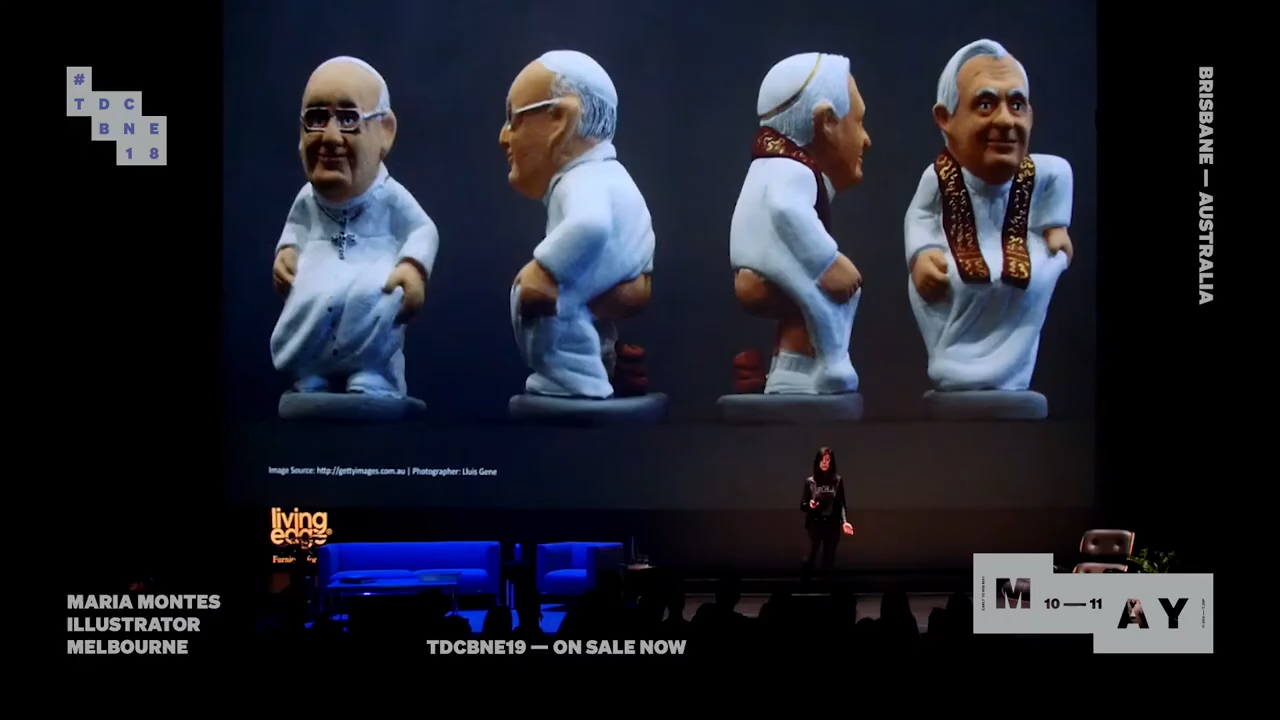 #
TDC
BNE
18
BRISBANE — AUSTRALIA
Image Source: http://gettyimages.com.au | Photographer: Lluis Gene
living
edge
MARIA MONTES
ILLUSTRATOR
MELBOURNE
TDCBNE19 — ON SALE NOW
M
10 — 11
AY